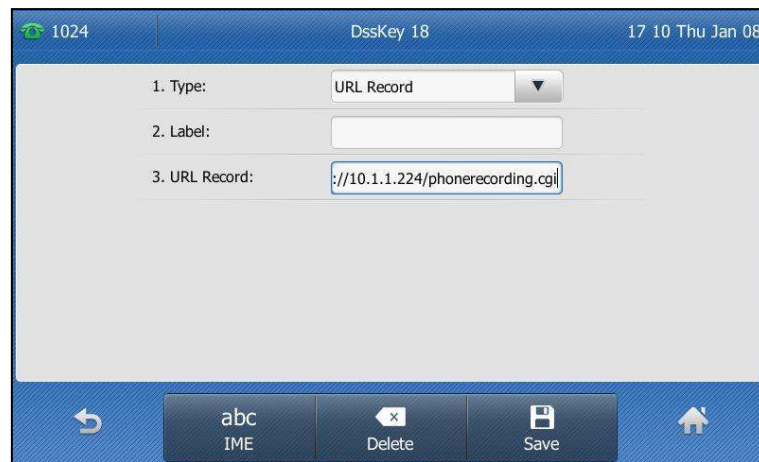 1024 DssKey 18 17 10 Thu Jan 08
1. Type: URL Record
2. Label:
3. URL Record: ://10.1.1.224/phonerecording.cgi
abc
IME Delete Save